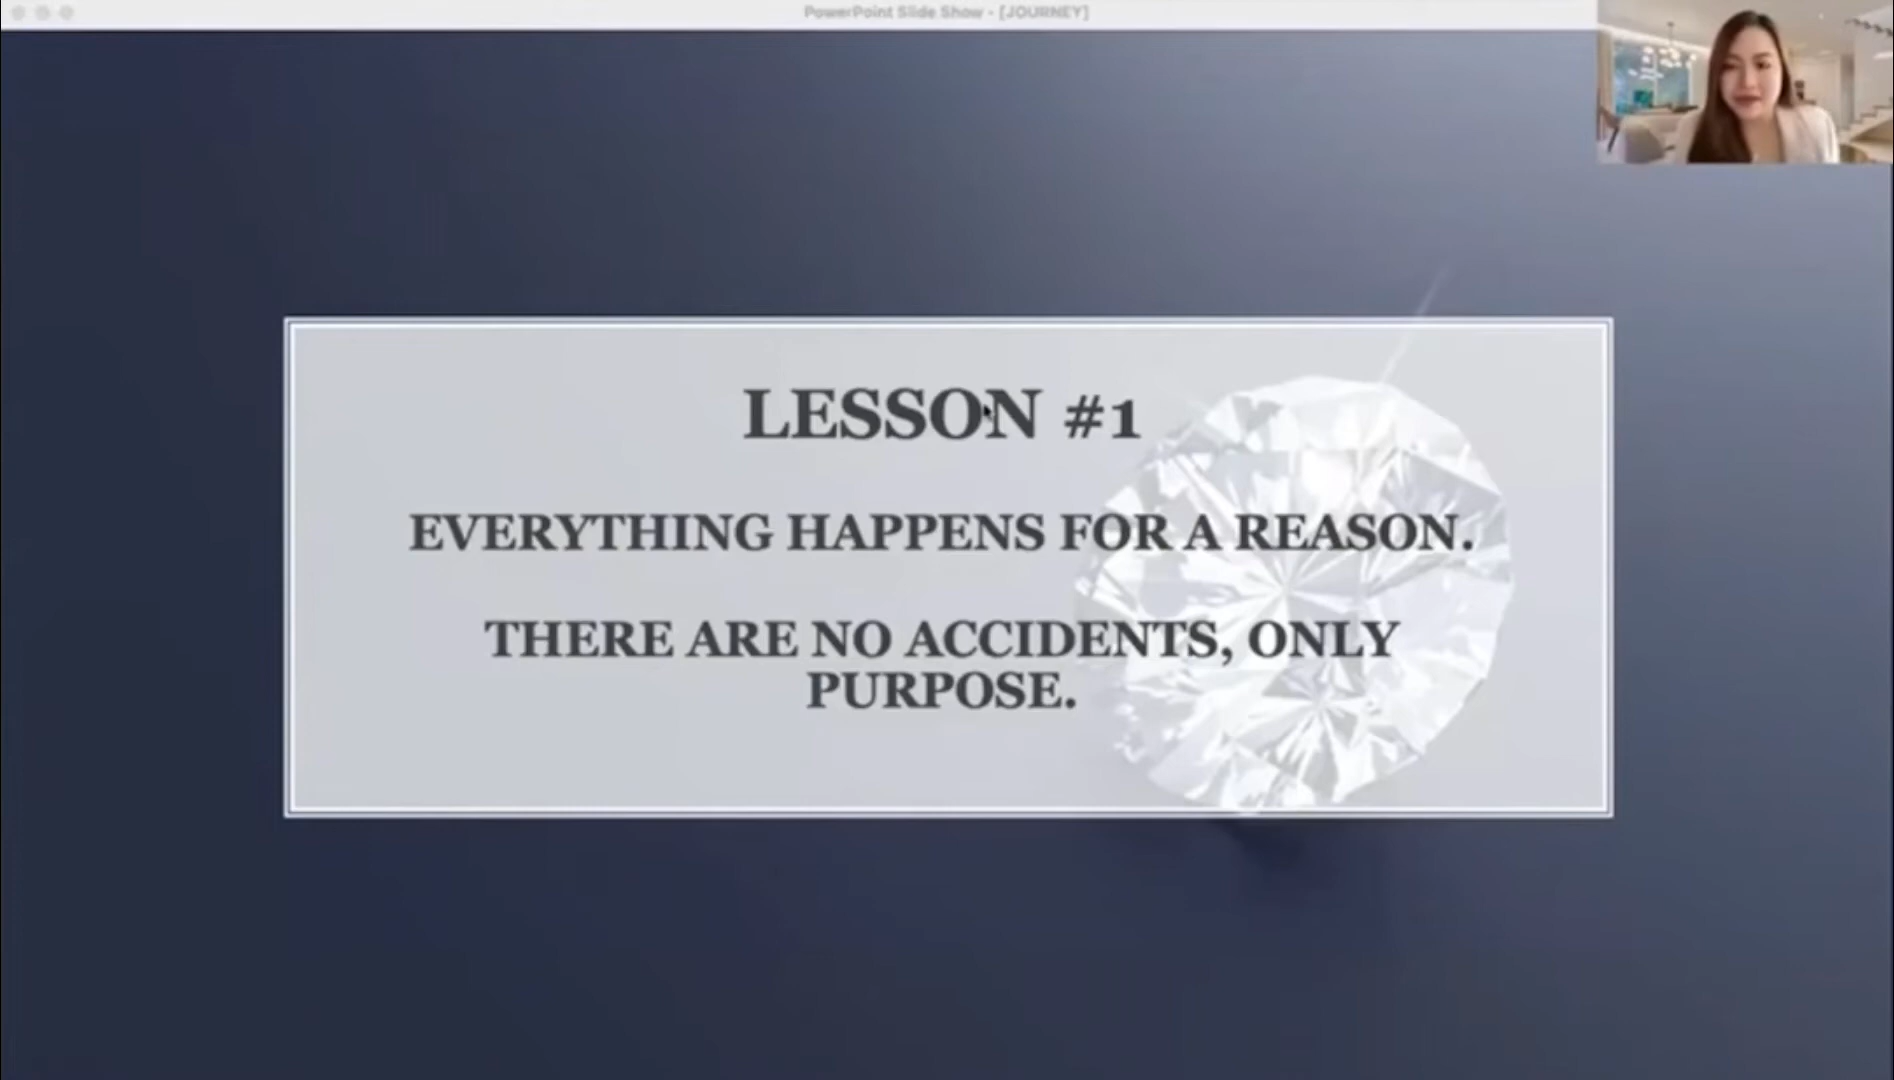 PowerPoint Slide Show - [JOURNEY]
LESSON #1
EVERYTHING HAPPENS FOR A REASON.
THERE ARE NO ACCIDENTS, ONLY
PURPOSE.